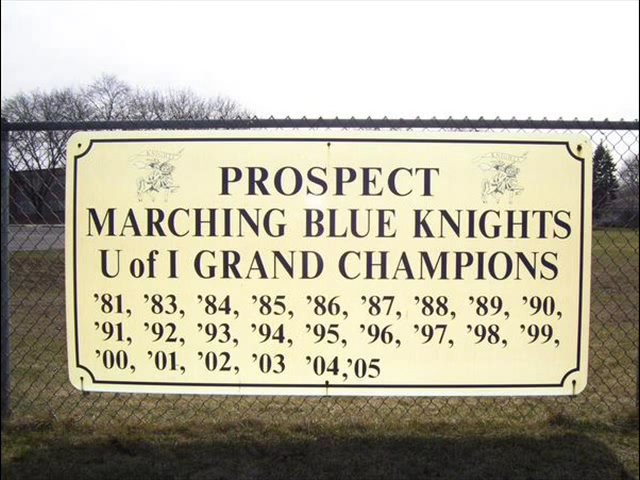 PROSPECT
MARCHING BLUE KNIGHTS
U of I GRAND CHAMPIONS
'81, '83, '84, '85, '86, '87, '88, '89, '90,
'91, '92, '93, '94, '95, '96, '97, '98, '99,
'00, '01, '02, '03 '04,'05